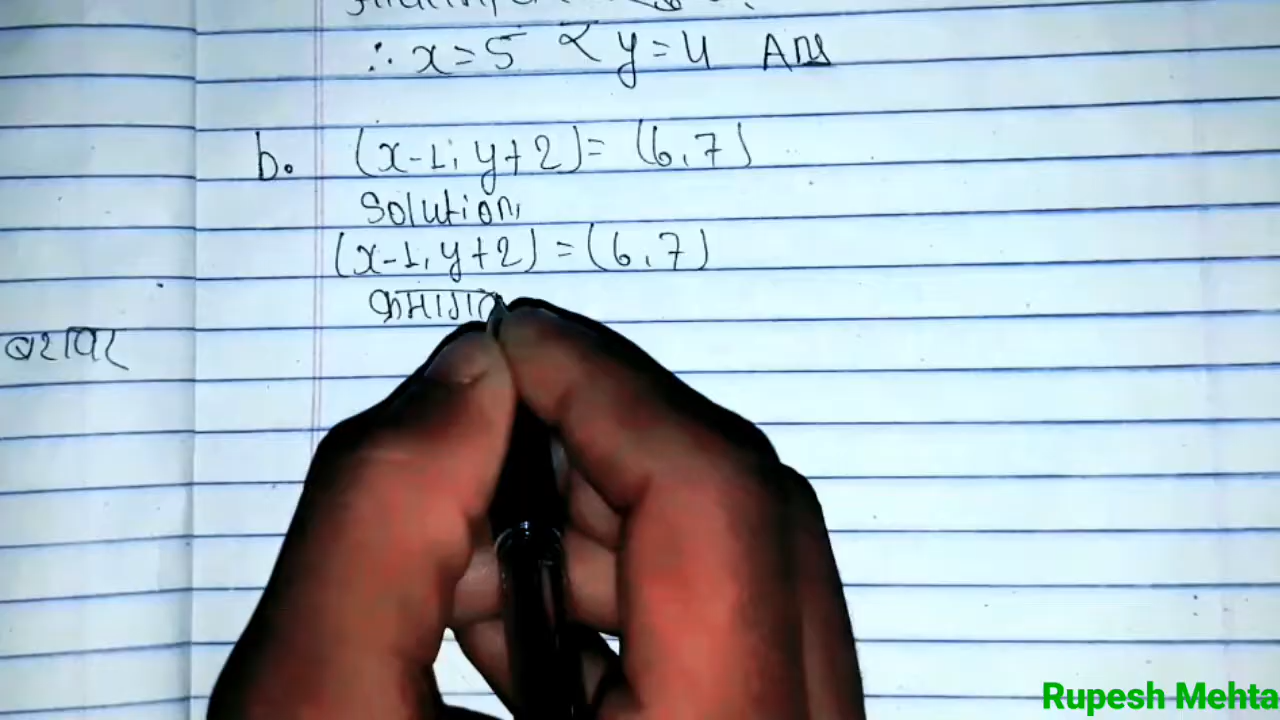 ∴ x=5 र y=4 Ans
b. (x-1, y+2)= (6,7)
Solution,
(x-1, y+2) = (6,7)
क्रमागत
बराबर
Rupesh Mehta